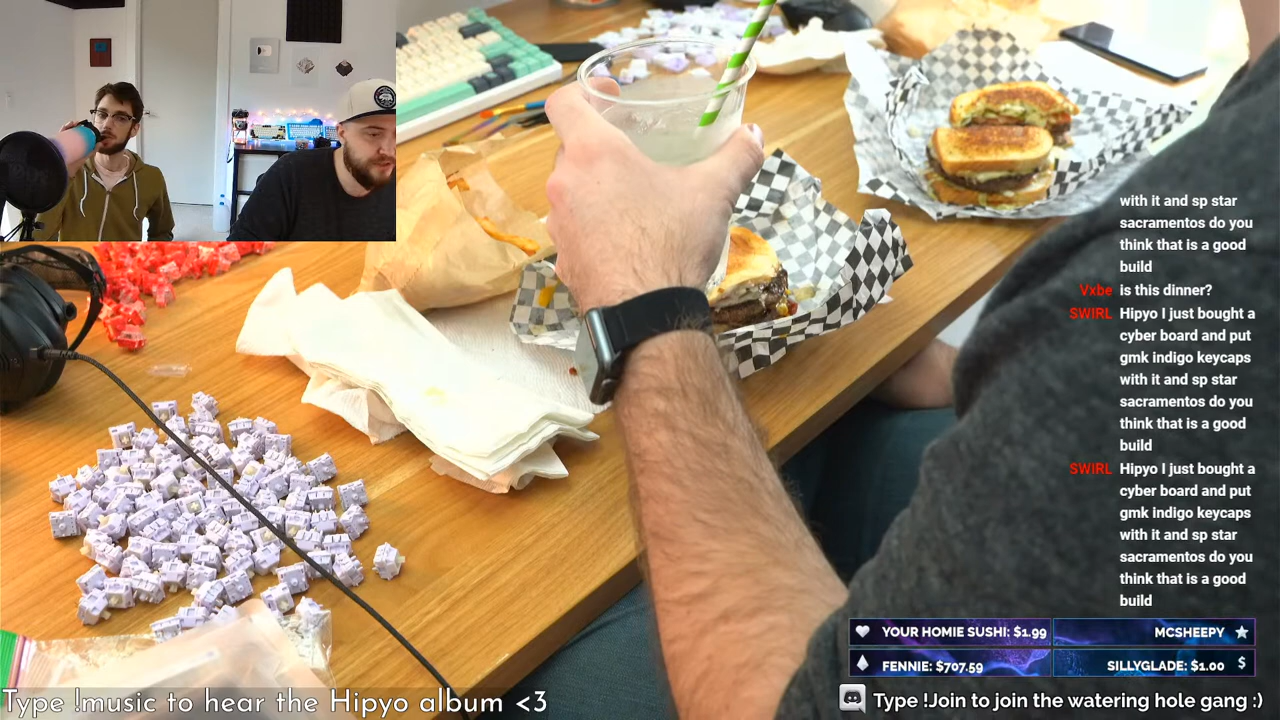 with it and sp star
sacramentos do you
think that is a good
build
Vxbe is this dinner?
SWIRL Hipyo I just bought a
cyber board and put
gmk indigo keycaps
with it and sp star
sacramentos do you
think that is a good
build
SWIRL Hipyo I just bought a
cyber board and put
gmk indigo keycaps
with it and sp star
sacramentos do you
think that is a good
build
YOUR HOMIE SUSHI: $1.99
MCSHEEPY
FENNIE: $707.59
SILLYGLADE: $1.00 $
Type !music to hear the Hipyo album <3
Type !Join to join the watering hole gang :)